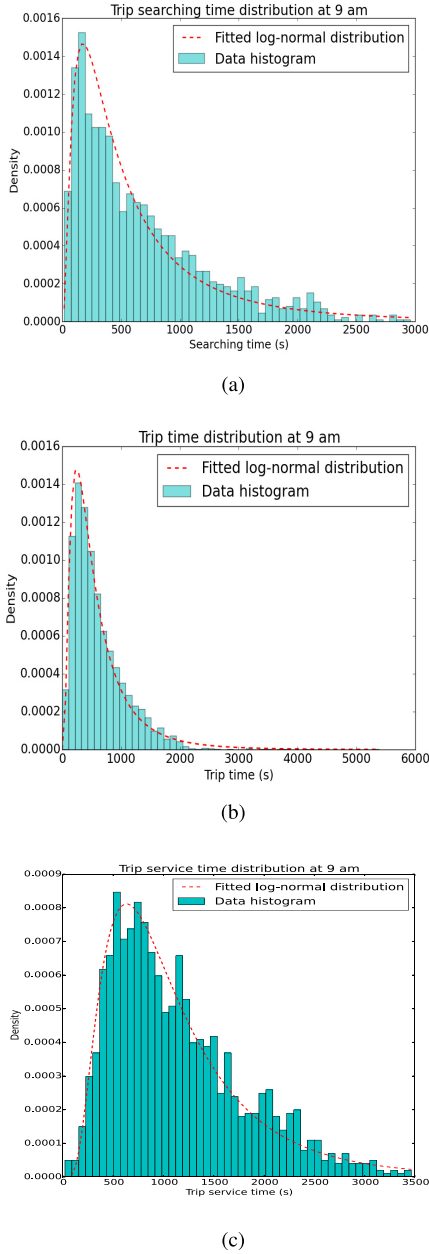 Trip searching time distribution at 9 am
0.0016
Fitted log-normal distribution
0.0014
Data histogram
0.0012
0.0010
Density
0.0008
0.0006
0.0004
0.0002
0.0000
0 500 1000 1500 2000 2500 3000
Searching time (s)
(a)
Trip time distribution at 9 am
0.0016
Fitted log-normal distribution
0.0014
Data histogram
0.0012
0.0010
Density
0.0008
0.0006
0.0004
0.0002
0.0000
0 1000 2000 3000 4000 5000 6000
Trip time (s)
(b)
Trip service time distribution at 9 am
0.0009
Fitted log-normal distribution
0.0008
Data histogram
0.0007
0.0006
0.0005
Density
0.0004
0.0003
0.0002
0.0001
0.0000
0 500 1000 1500 2000 2500 3000 3500
Trip service time (s)
(c)